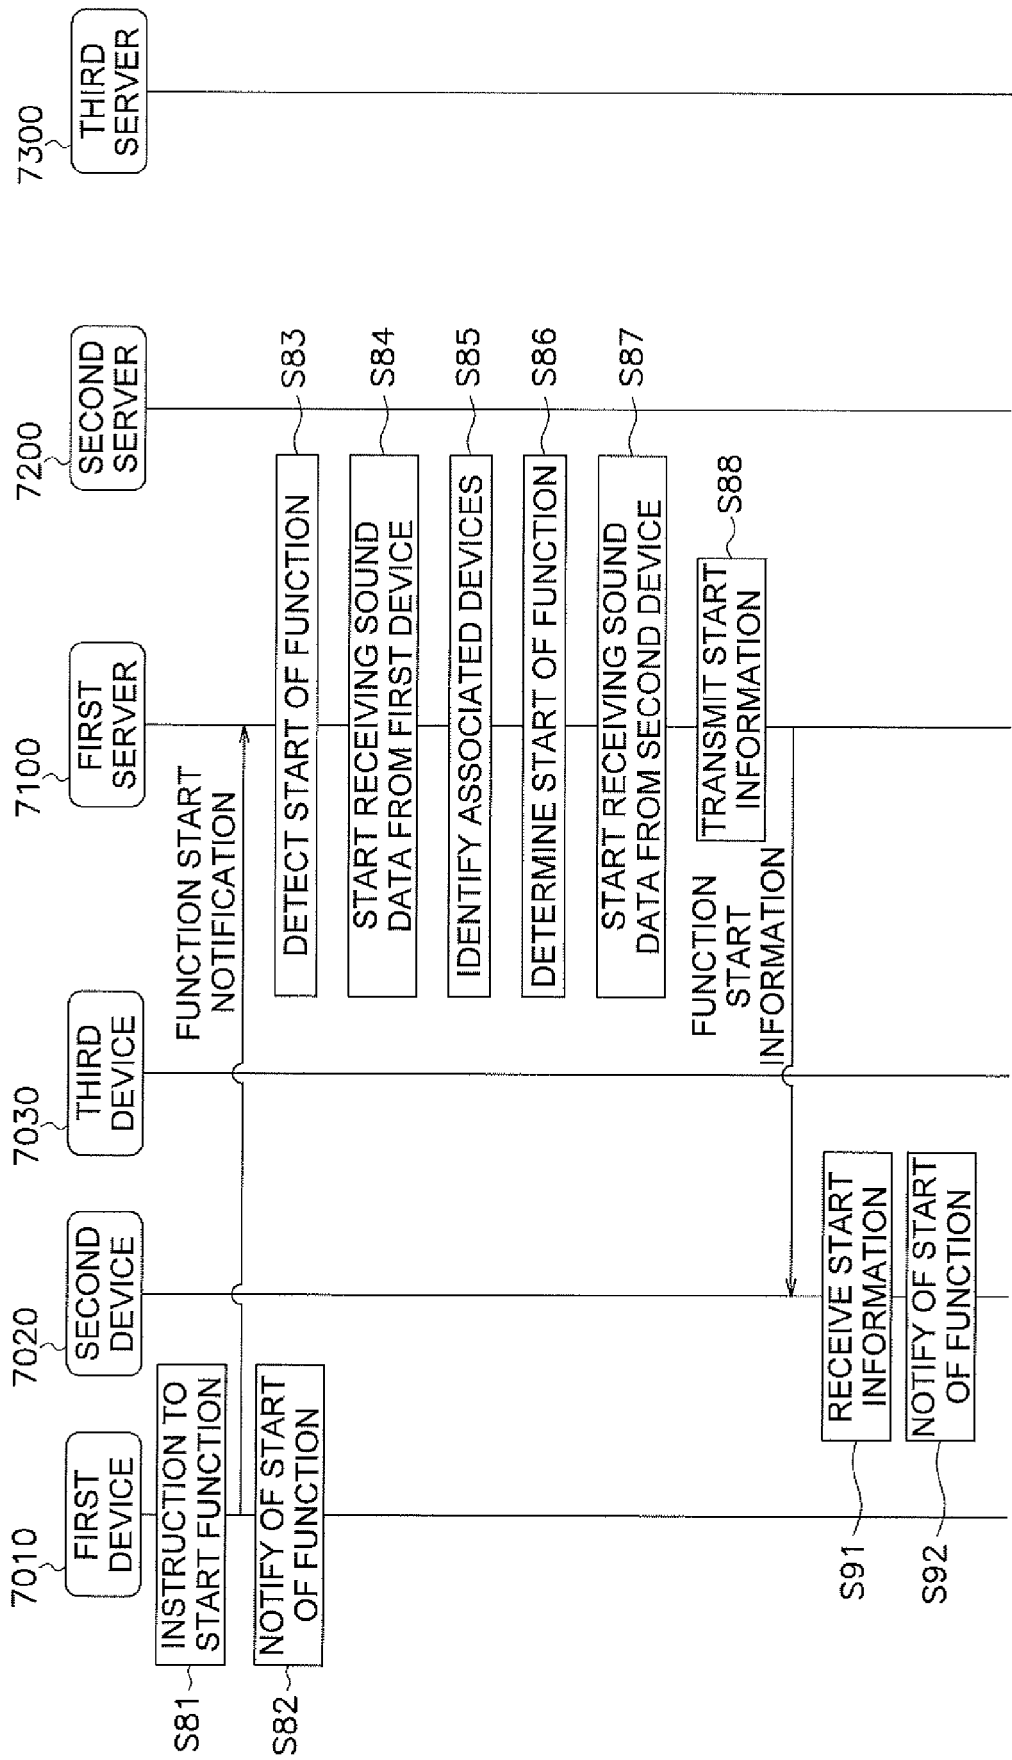 7010
FIRST
DEVICE
7020
SECOND
DEVICE
7030
THIRD
DEVICE
7100
FIRST
SERVER
7200
SECOND
SERVER
7300
THIRD
SERVER
S81
INSTRUCTION TO
START FUNCTION
FUNCTION START
NOTIFICATION
S82
NOTIFY OF START
OF FUNCTION
DETECT START OF FUNCTION
S83
START RECEIVING SOUND
DATA FROM FIRST DEVICE
S84
IDENTIFY ASSOCIATED DEVICES
S85
DETERMINE START OF FUNCTION
S86
START RECEIVING SOUND
DATA FROM SECOND DEVICE
S87
TRANSMIT START
INFORMATION
S88
FUNCTION
START
INFORMATION
S91
RECEIVE START
INFORMATION
S92
NOTIFY OF START
OF FUNCTION